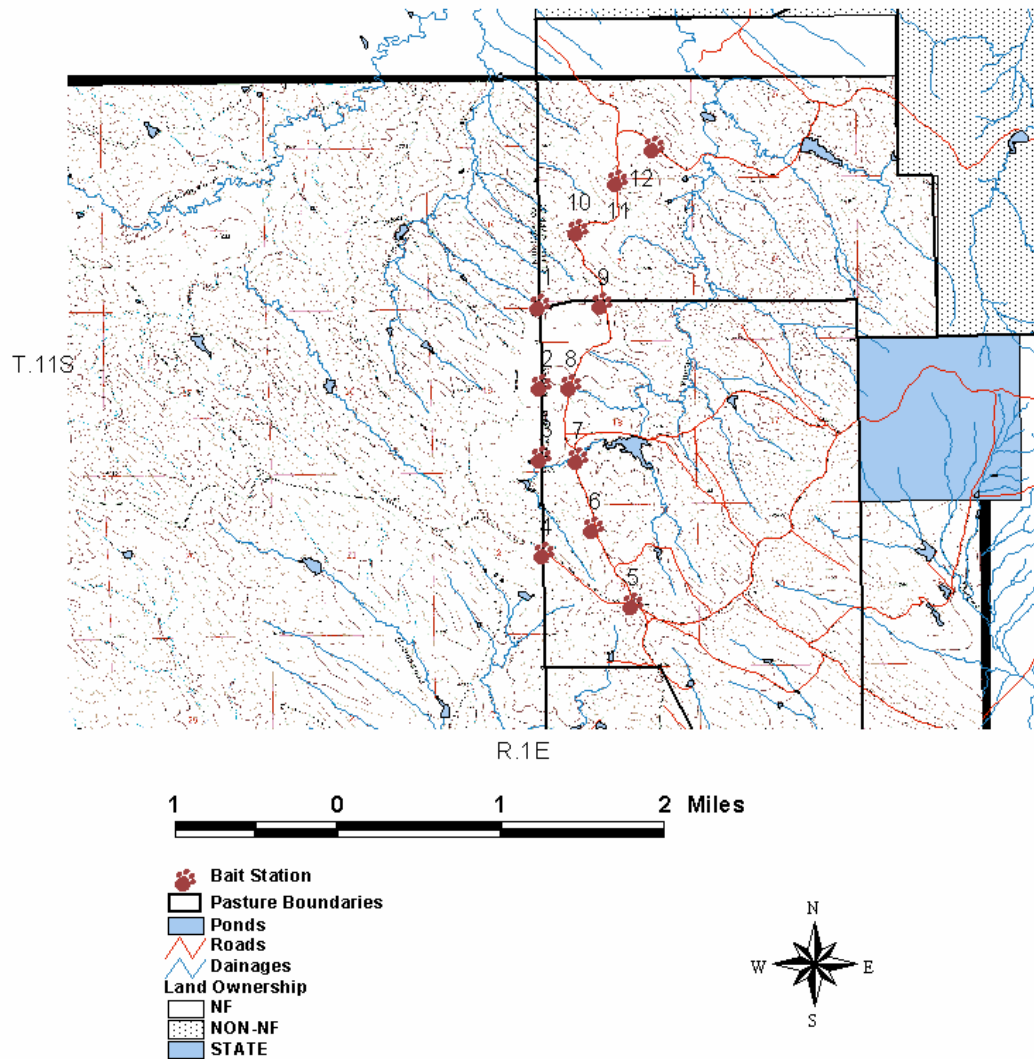 12
10
11
1
9
T.11S
2
8
3
7
6
4
5
R.1E
1 0 1 2 Miles
Bait Station
Pasture Boundaries
Ponds
Roads
Dainages
Land Ownership
NF
NON-NF
STATE
N
W E
S